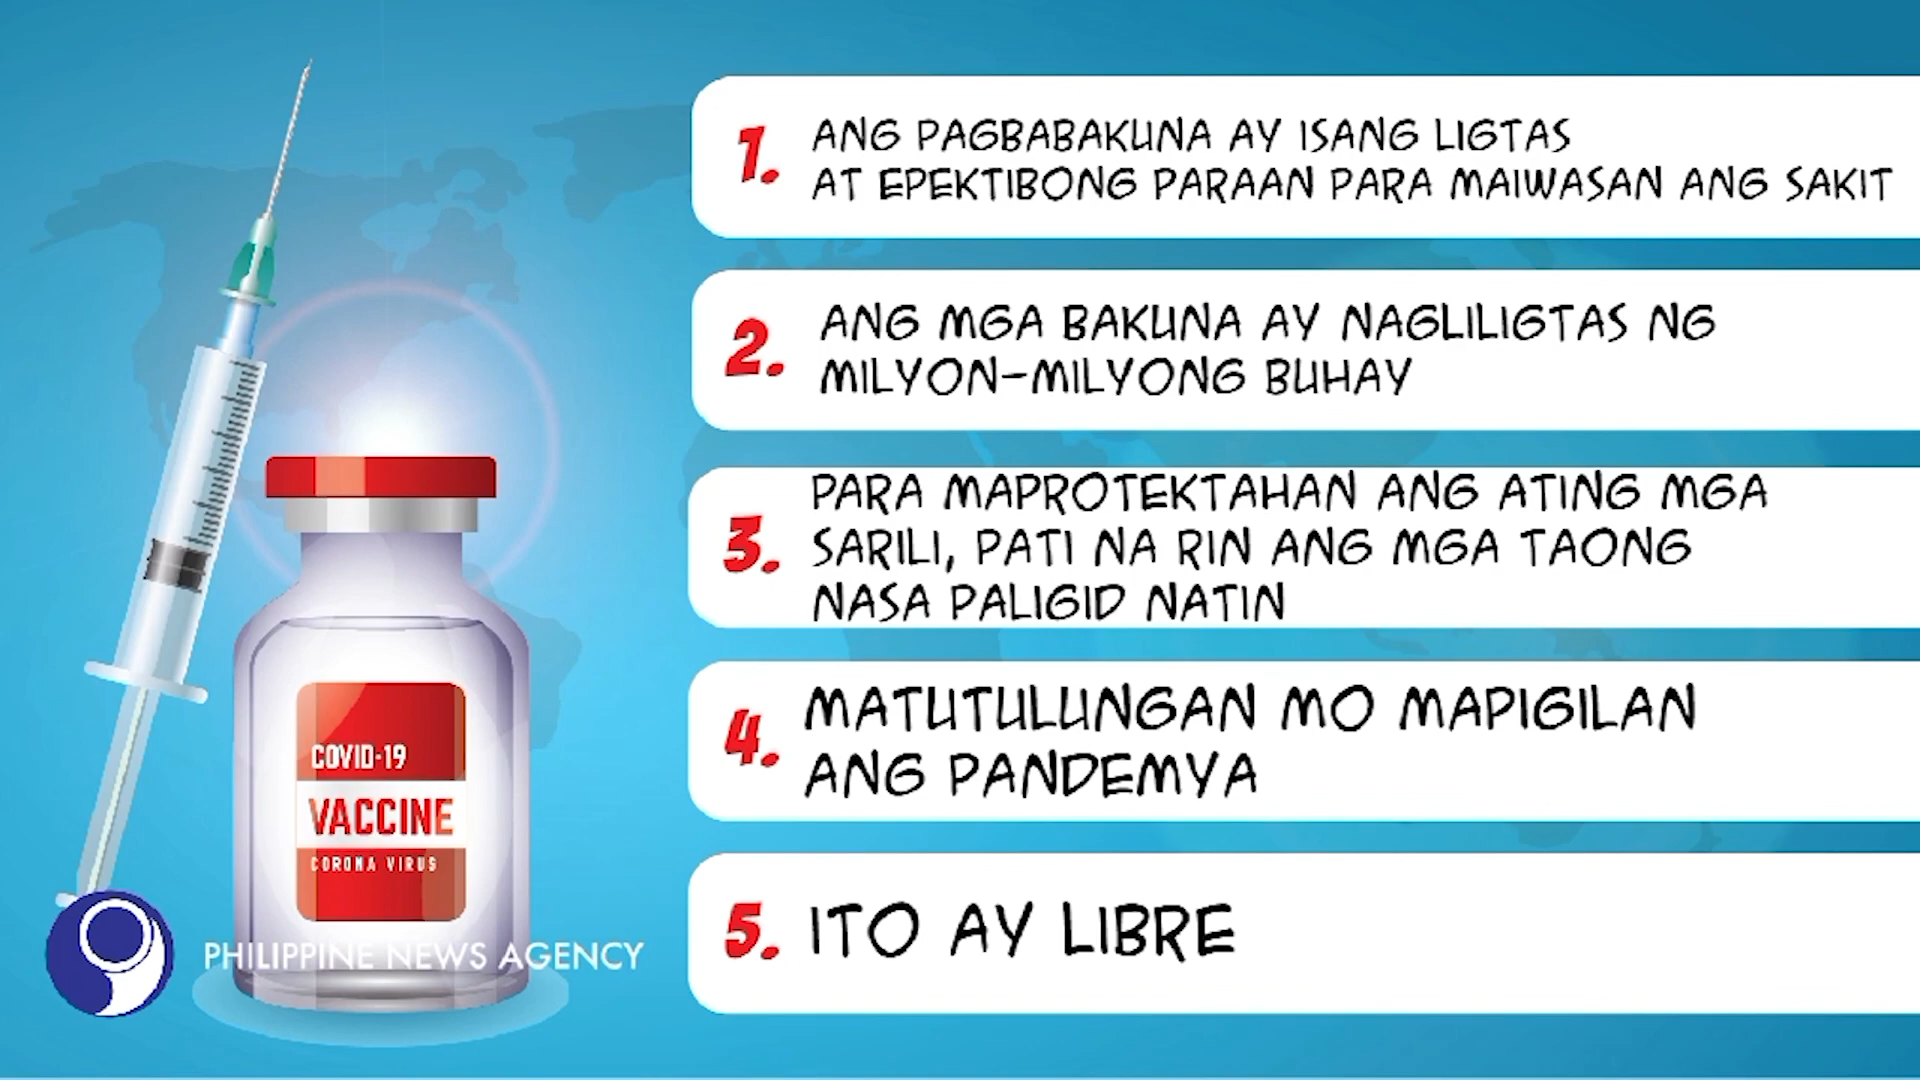 1. ANG PAGBABAKUNA AY ISANG LIGTAS
AT EPEKTIBONG PARAAN PARA MAIWASAN ANG SAKIT
2. ANG MGA BAKUNA AY NAGLILIGTAS NG
MILYON-MILYONG BUHAY
3. PARA MAPROTEKTAHAN ANG ATING MGA
SARILI, PATI NA RIN ANG MGA TAONG
NASA PALIGID NATIN
4. MATUTULUNGAN MO MAPIGILAN
ANG PANDEMYA
5. ITO AY LIBRE
COVID-19
VACCINE
CORONA VIRUS
PHILIPPINE NEWS AGENCY